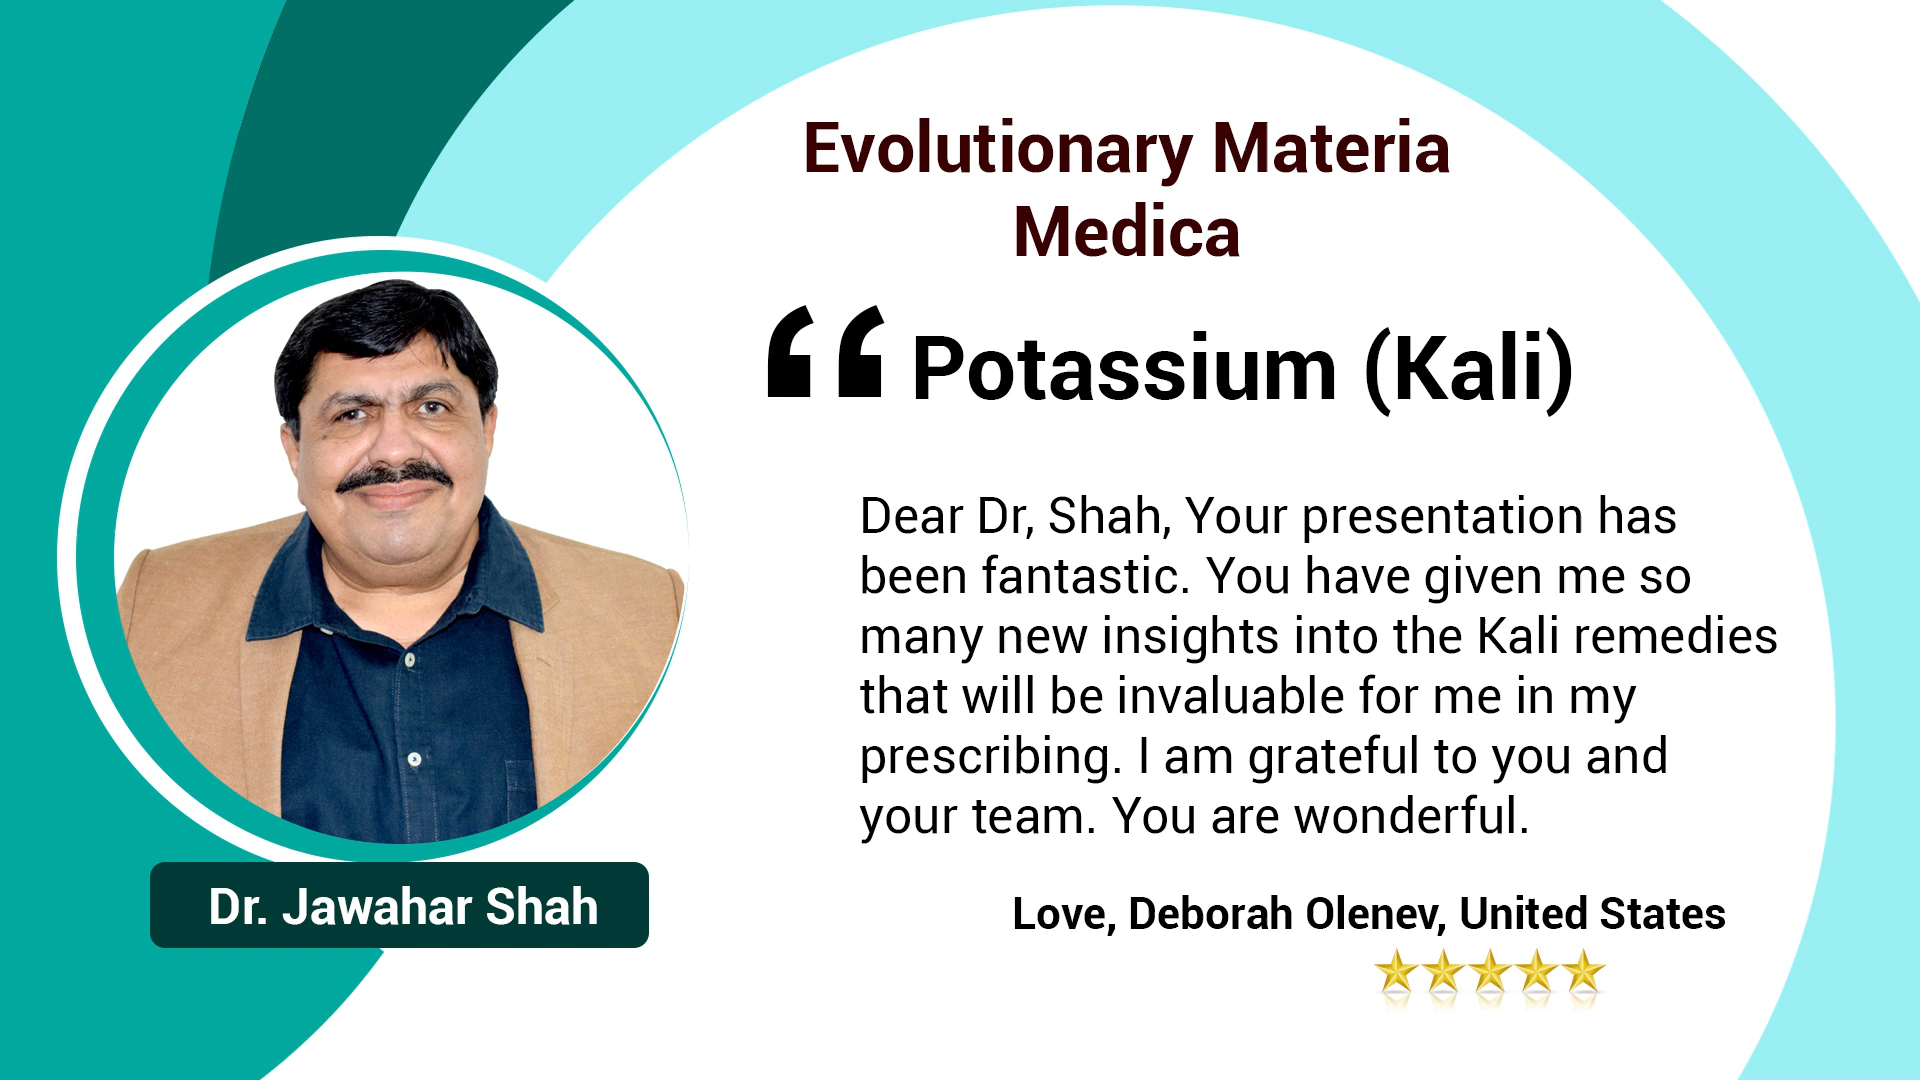 Evolutionary Materia
Medica
“ Potassium (Kali)
Dear Dr, Shah, Your presentation has
been fantastic. You have given me so
many new insights into the Kali remedies
that will be invaluable for me in my
prescribing. I am grateful to you and
your team. You are wonderful.
Love, Deborah Olenev, United States
Dr. Jawahar Shah